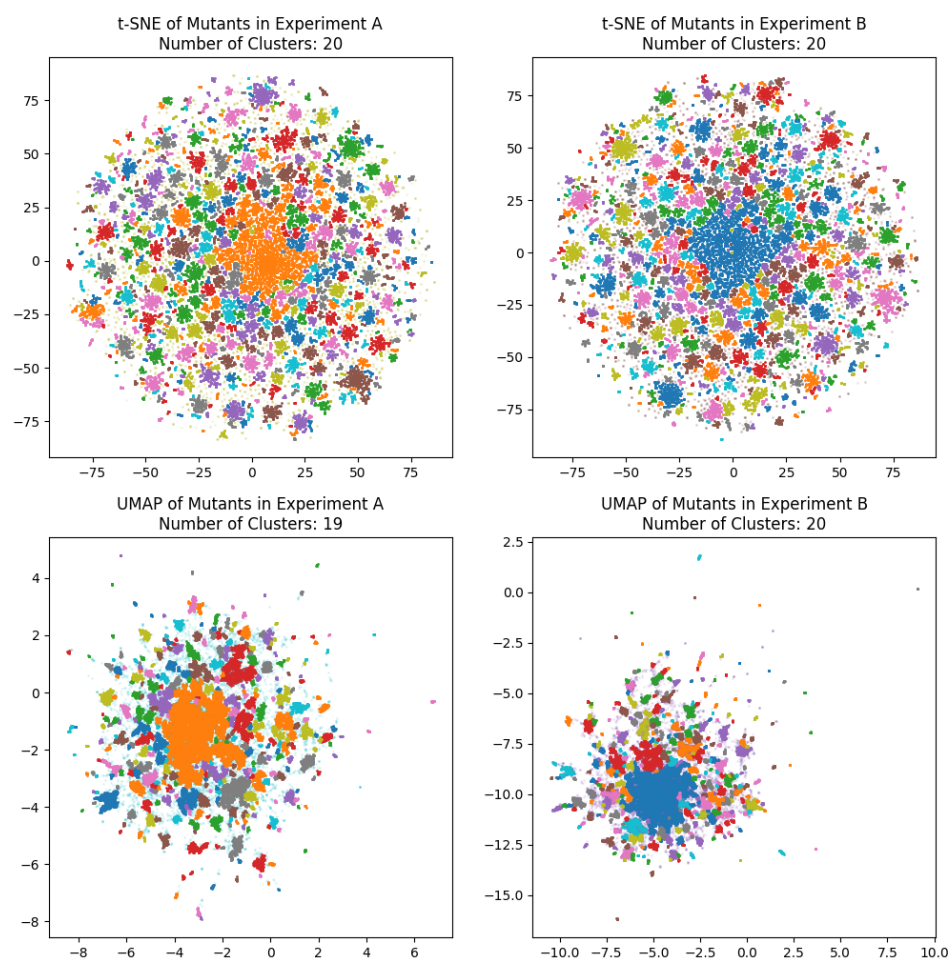 t-SNE of Mutants in Experiment A
Number of Clusters: 20
75
50
25
0
−25
−50
−75
−75 −50 −25 0 25 50 75
t-SNE of Mutants in Experiment B
Number of Clusters: 20
75
50
25
0
−25
−50
−75
−75 −50 −25 0 25 50 75
UMAP of Mutants in Experiment A
Number of Clusters: 19
4
2
0
−2
−4
−6
−8
−8 −6 −4 −2 0 2 4 6
UMAP of Mutants in Experiment B
Number of Clusters: 20
2.5
0.0
−2.5
−5.0
−7.5
−10.0
−12.5
−15.0
−10.0 −7.5 −5.0 −2.5 0.0 2.5 5.0 7.5 10.0